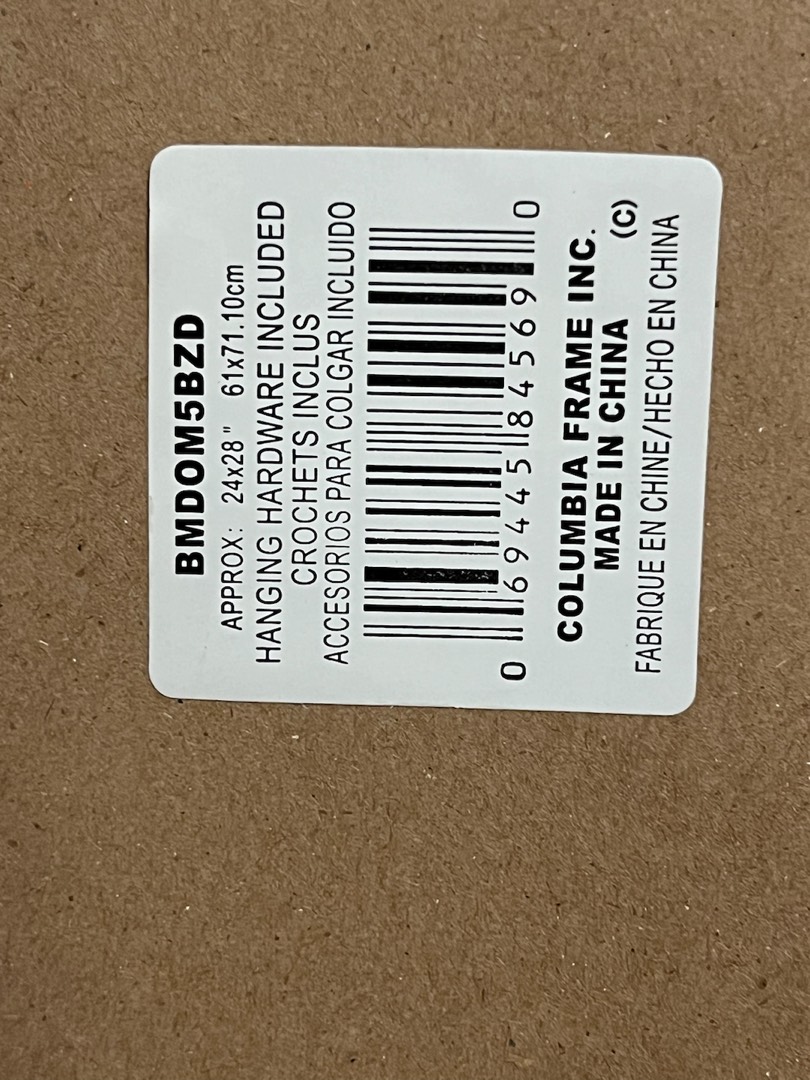 BMDOM5BZD
APPROX: 24x28" 61x71.10cm
HANGING HARDWARE INCLUDED
CROCHETS INCLUS
ACCESORIOS PARA COLGAR INCLUIDO
0 69445 84569 0
COLUMBIA FRAME INC.
MADE IN CHINA (C)
FABRIQUE EN CHINE/HECHO EN CHINA